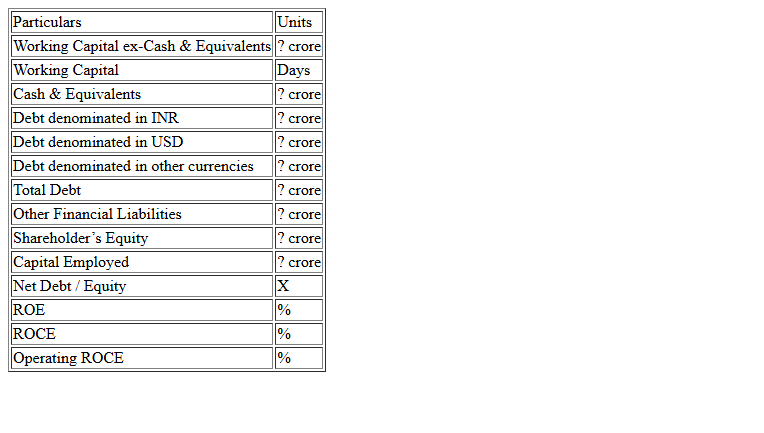 Particulars Units
Working Capital ex-Cash & Equivalents ? crore
Working Capital Days
Cash & Equivalents ? crore
Debt denominated in INR ? crore
Debt denominated in USD ? crore
Debt denominated in other currencies ? crore
Total Debt ? crore
Other Financial Liabilities ? crore
Shareholder’s Equity ? crore
Capital Employed ? crore
Net Debt / Equity X
ROE %
ROCE %
Operating ROCE %